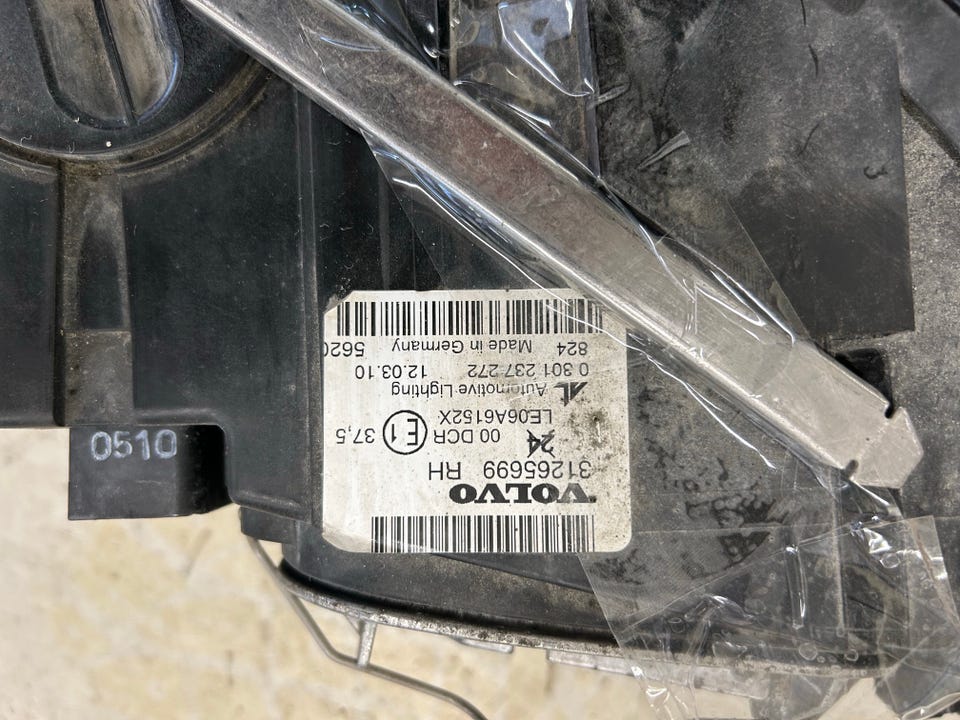 VOLVO
31265699 RH
24 00 DCR E1 37,5
LE06A6152X
AL Automotive Lighting
0 301 237 272 12.03.10
824 Made in Germany 5620
0510